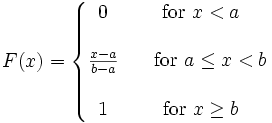 0 for x < a
F(x) = { (x−a)/(b−a) for a ≤ x < b
1 for x ≥ b